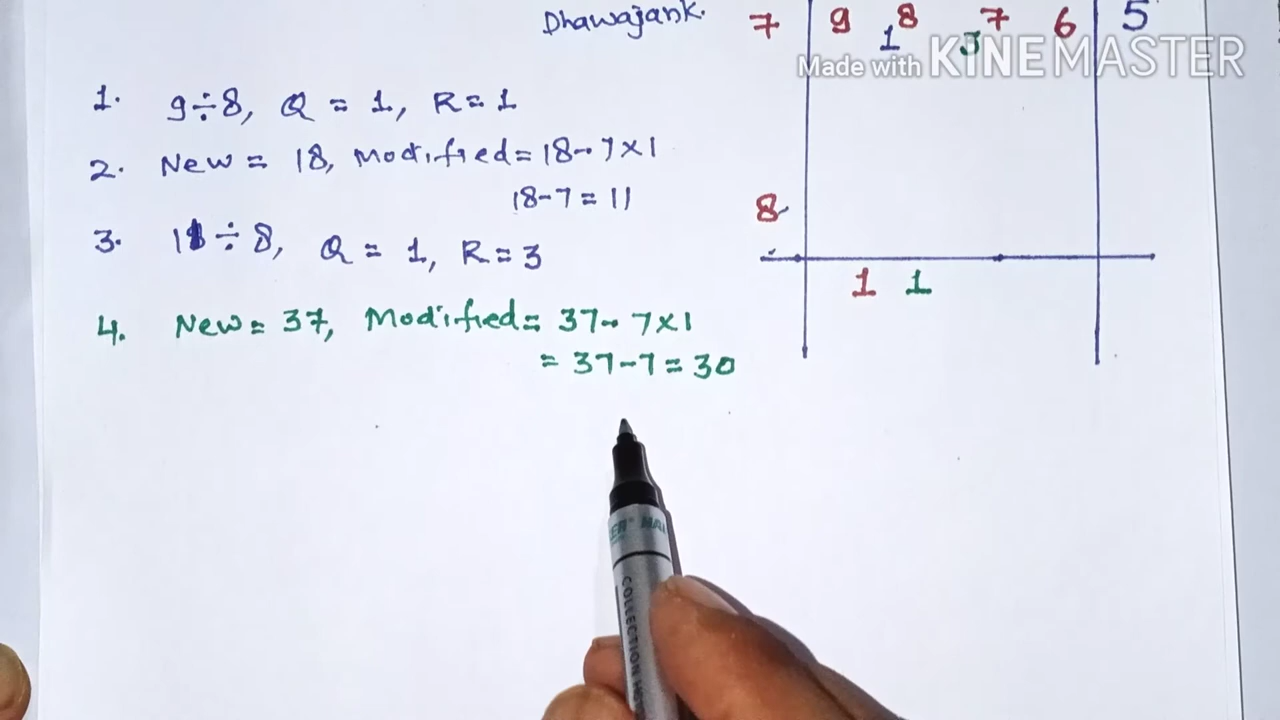 Dhawajank.
7 9 8 7 6 5
1 3
Made with KINEMASTER
1. 9÷8, Q = 1, R = 1
2. New = 18, Modified = 18-7×1
18-7 = 11
8
3. 11 ÷ 8, Q = 1, R = 3
1 1
4. New = 37, Modified = 37-7×1
= 37-7 = 30
COLLECTION